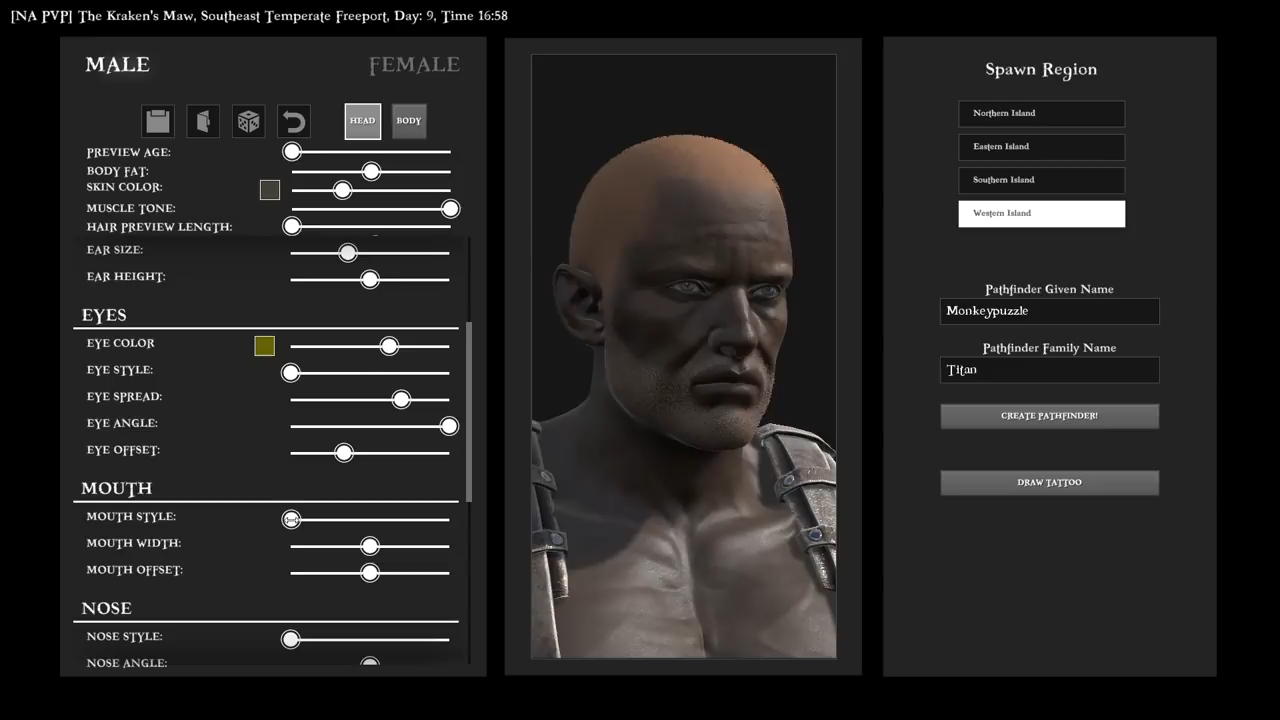 [NA PVP] The Kraken's Maw, Southeast Temperate Freeport, Day: 9, Time 16:58
MALE
FEMALE
HEAD
BODY
PREVIEW AGE:
BODY FAT:
SKIN COLOR:
MUSCLE TONE:
HAIR PREVIEW LENGTH:
EAR SIZE:
EAR HEIGHT:
EYES
EYE COLOR
EYE STYLE:
EYE SPREAD:
EYE ANGLE:
EYE OFFSET:
MOUTH
MOUTH STYLE:
MOUTH WIDTH:
MOUTH OFFSET:
NOSE
NOSE STYLE:
NOSE ANGLE:
Spawn Region
Northern Island
Eastern Island
Southern Island
Western Island
Pathfinder Given Name
Monkeypuzzle
Pathfinder Family Name
Titan
CREATE PATHFINDER!
DRAW TATTOO